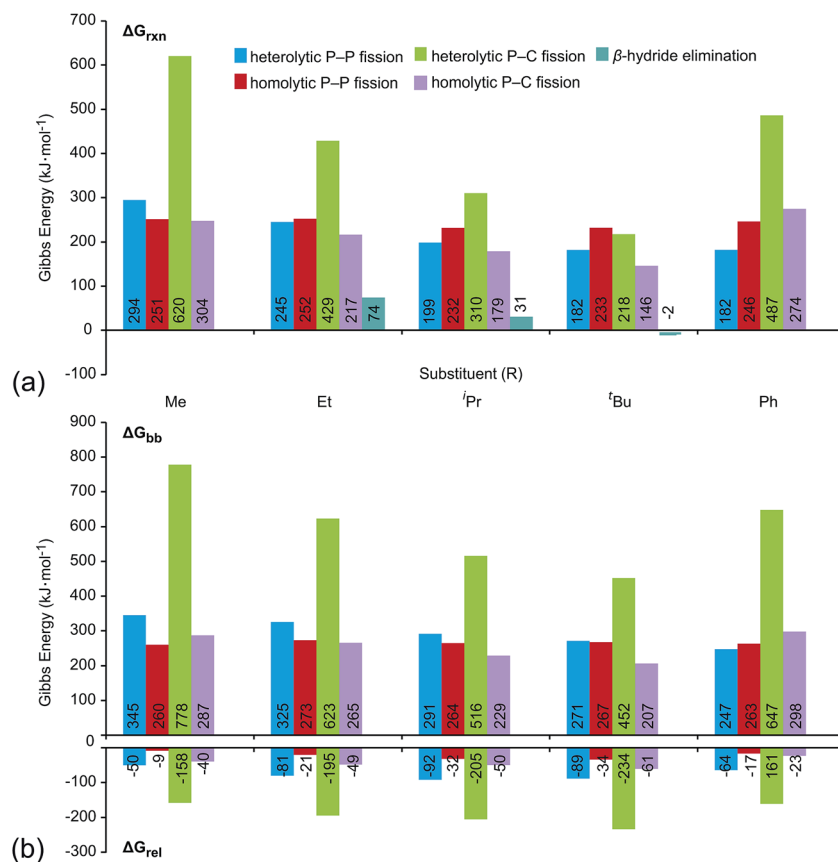 700
ΔGrxn
heterolytic P–P fission
heterolytic P–C fission
β-hydride elimination
homolytic P–P fission
homolytic P–C fission
600
500
400
300
200
100
0
-100
Gibbs Energy (kJ·mol-1)
294 251 620 304
245 252 429 217 74
199 232 310 179 31
182 233 218 146 -2
182 246 487 274
(a)
Substituent (R)
Me Et iPr tBu Ph
900
ΔGbb
800
700
600
500
400
300
200
100
0
-100
-200
-300
Gibbs Energy (kJ·mol-1)
345 260 778 287
325 273 623 265
291 264 516 229
271 267 452 207
247 263 647 298
-50 -9 -158 -40
-81 -21 -195 -49
-92 -32 -205 -50
-89 -34 -234 -61
-64 -17 161 -23
(b)
ΔGrel